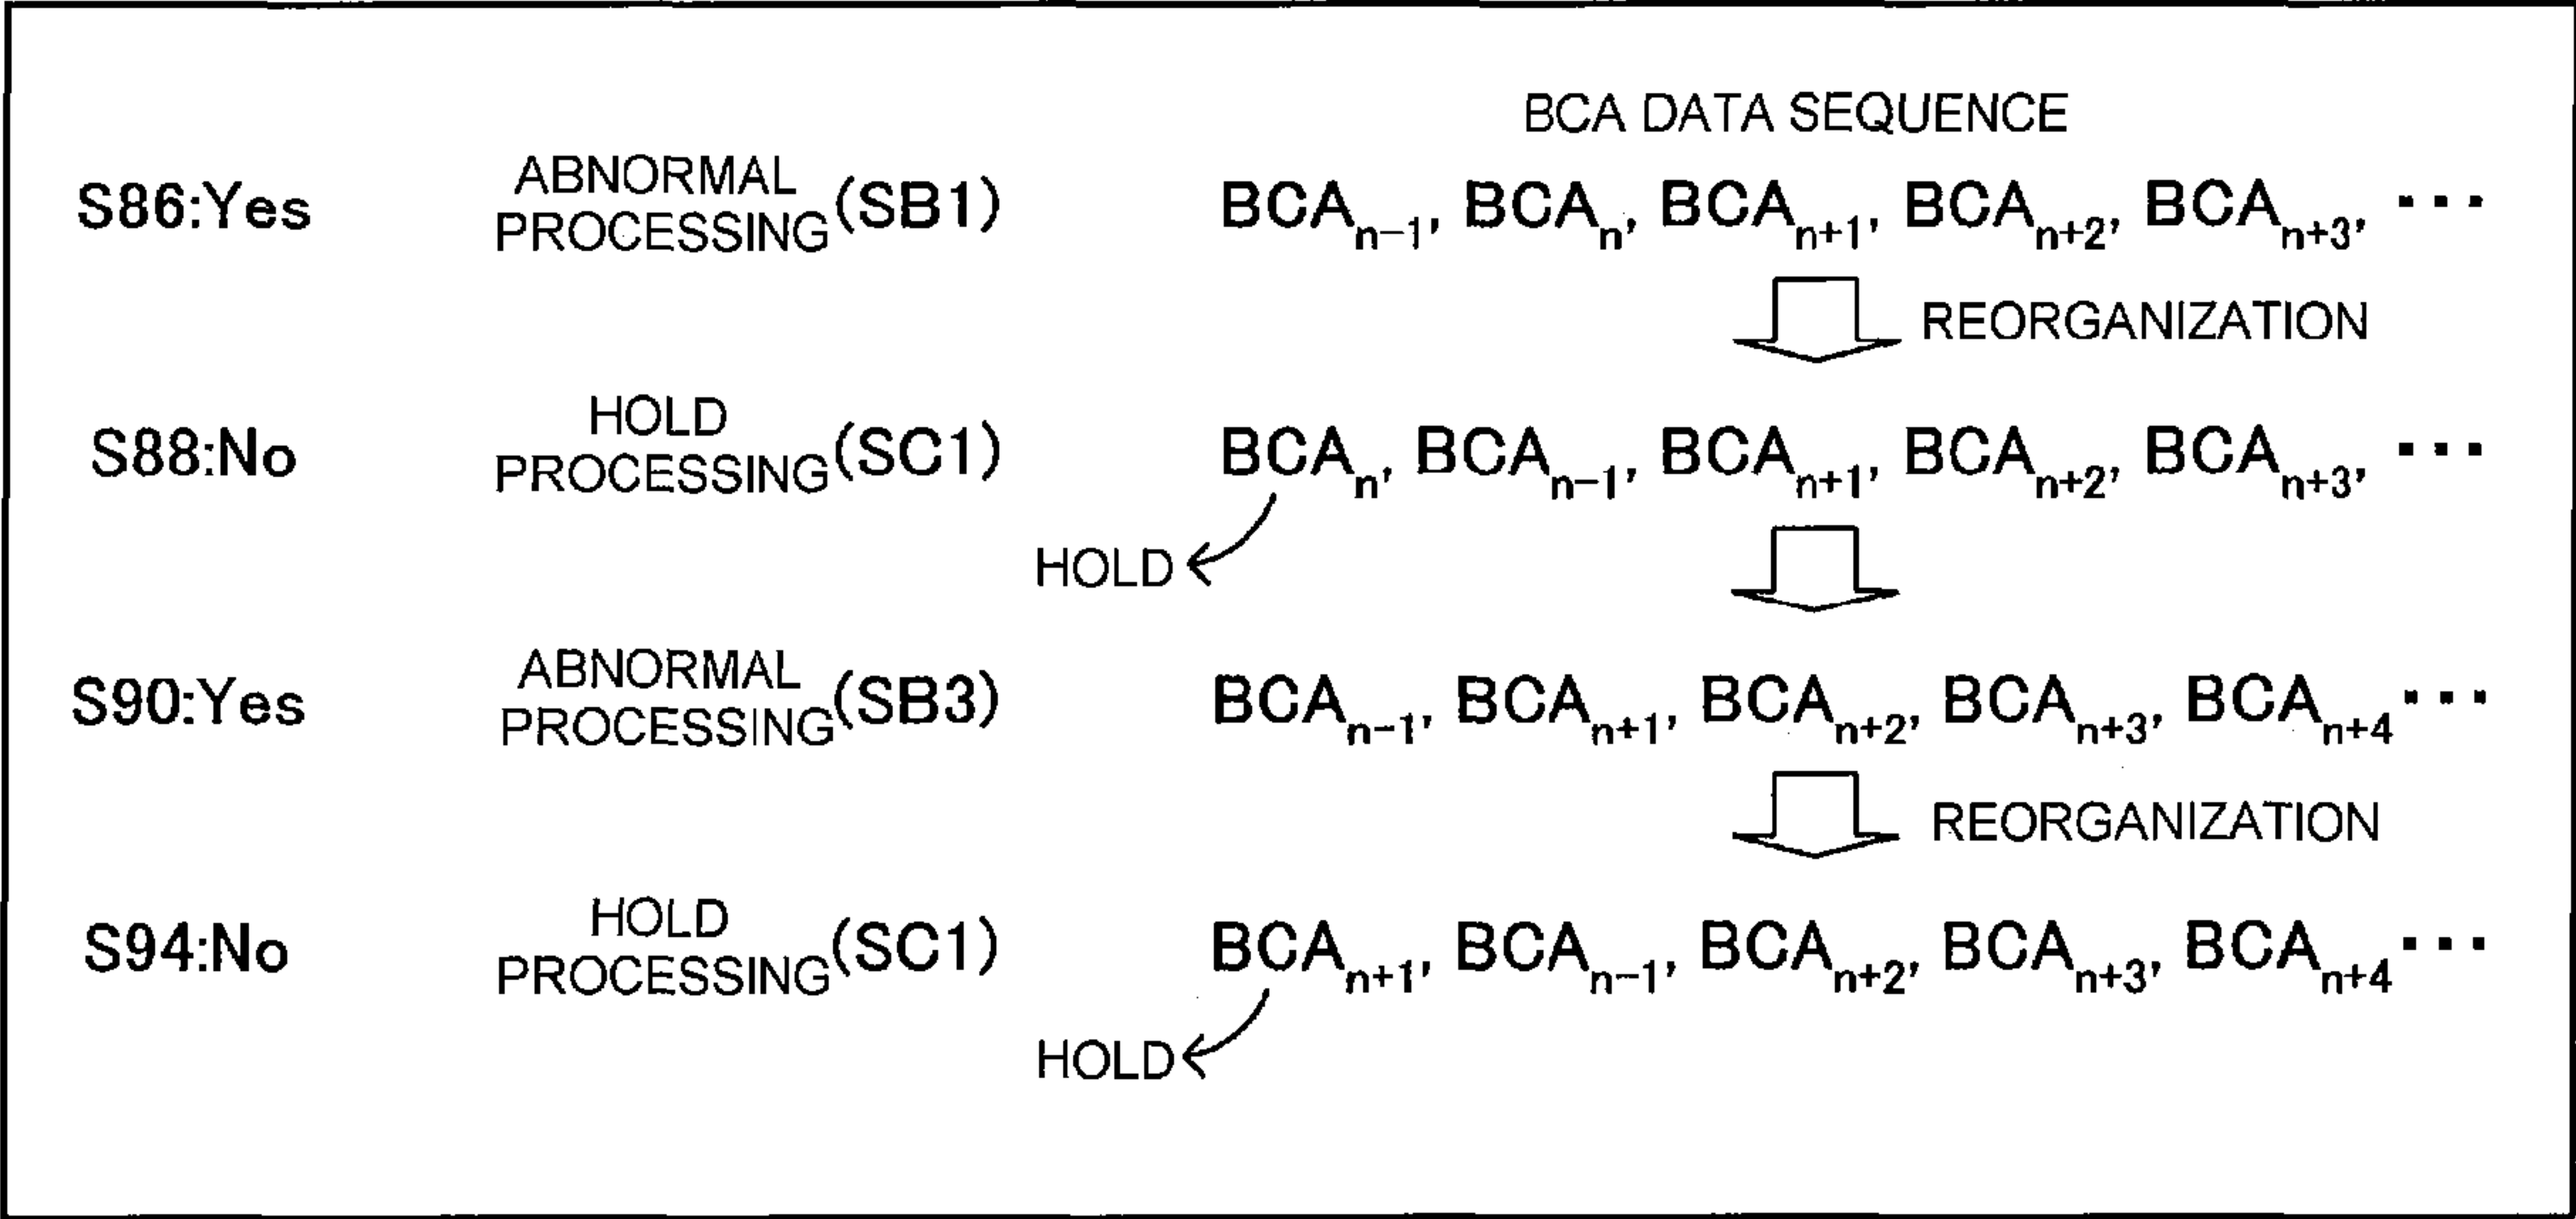 BCA DATA SEQUENCE
S86:Yes ABNORMAL PROCESSING (SB1) BCAn-1, BCAn, BCAn+1, BCAn+2, BCAn+3, ...
REORGANIZATION
S88:No HOLD PROCESSING (SC1) BCAn, BCAn-1, BCAn+1, BCAn+2, BCAn+3, ...
HOLD
S90:Yes ABNORMAL PROCESSING (SB3) BCAn-1, BCAn+1, BCAn+2, BCAn+3, BCAn+4 ...
REORGANIZATION
S94:No HOLD PROCESSING (SC1) BCAn+1, BCAn-1, BCAn+2, BCAn+3, BCAn+4 ...
HOLD